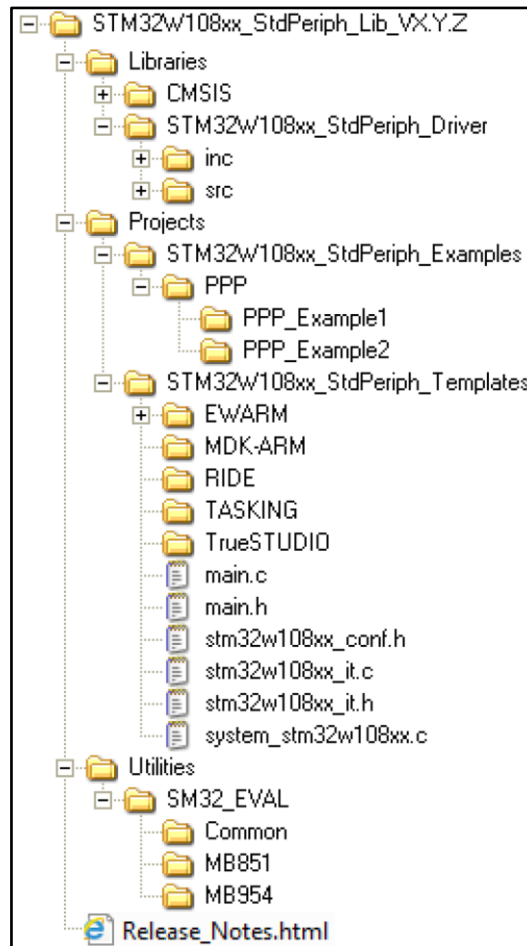 STM32W108xx_StdPeriph_Lib_VX.Y.Z
Libraries
CMSIS
STM32W108xx_StdPeriph_Driver
inc
src
Projects
STM32W108xx_StdPeriph_Examples
PPP
PPP_Example1
PPP_Example2
STM32W108xx_StdPeriph_Templates
EWARM
MDK-ARM
RIDE
TASKING
TrueSTUDIO
main.c
main.h
stm32w108xx_conf.h
stm32w108xx_it.c
stm32w108xx_it.h
system_stm32w108xx.c
Utilities
SM32_EVAL
Common
MB851
MB954
Release_Notes.html